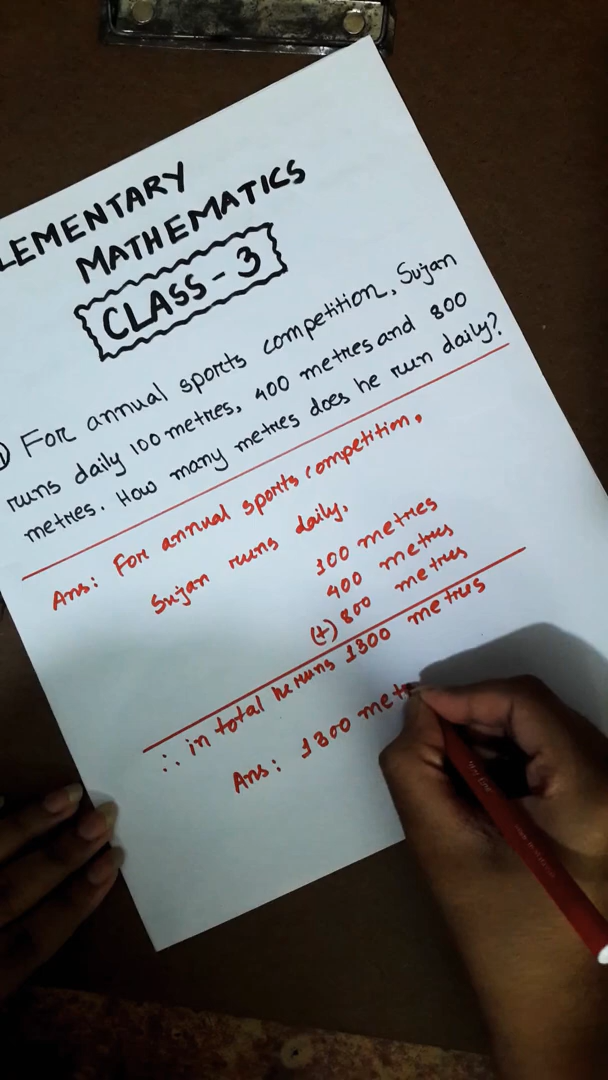 LEMENTARY
MATHEMATICS
CLASS - 3
For annual sports competition, Sujan
runs daily 100 metres, 400 metres and 800
metres. How many metres does he run daily?
Ans: For annual sports competition,
Sujan runs daily,
100 metres
400 metres
(+) 800 metres
∴ in total he runs 1300 metres
Ans: 1300 met